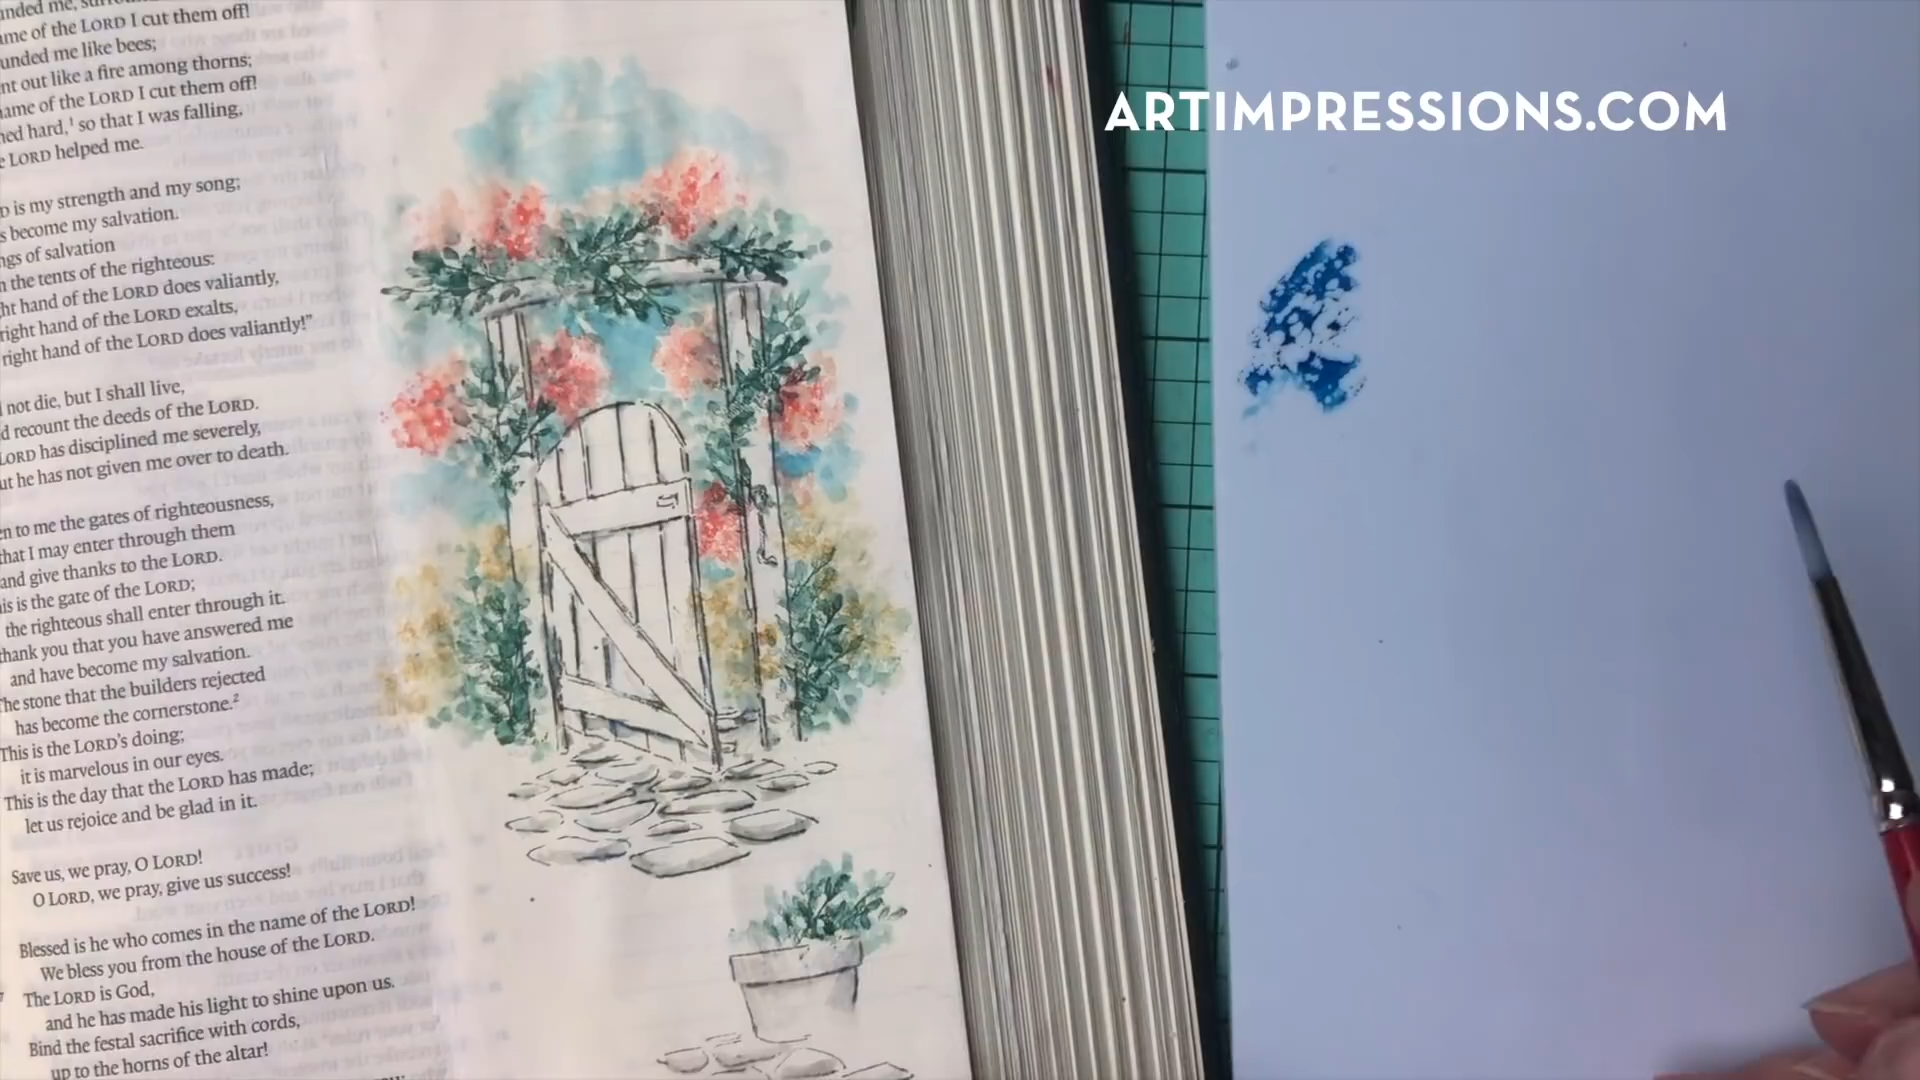 me of the LORD I cut them off!
unded me like bees;
out like a fire among thorns;
of the LORD I cut them off!
hard,¹ so that I was falling,
LORD helped me.
is my strength and my song;
become my salvation.
of salvation
the tents of the righteous:
hand of the LORD does valiantly,
right hand of the LORD exalts,
right hand of the LORD does valiantly!”
not die, but I shall live,
recount the deeds of the LORD.
LORD has disciplined me severely,
he has not given me over to death.
to me the gates of righteousness,
that I may enter through them
and give thanks to the LORD.
is the gate of the LORD;
the righteous shall enter through it.
thank you that you have answered me
and have become my salvation.
The stone that the builders rejected
has become the cornerstone.²
This is the LORD’s doing;
it is marvelous in our eyes.
This is the day that the LORD has made;
let us rejoice and be glad in it.
Save us, we pray, O LORD!
O LORD, we pray, give us success!
Blessed is he who comes in the name of the LORD!
We bless you from the house of the LORD.
The LORD is God,
and he has made his light to shine upon us.
Bind the festal sacrifice with cords,
up to the horns of the altar!
ARTIMPRESSIONS.COM